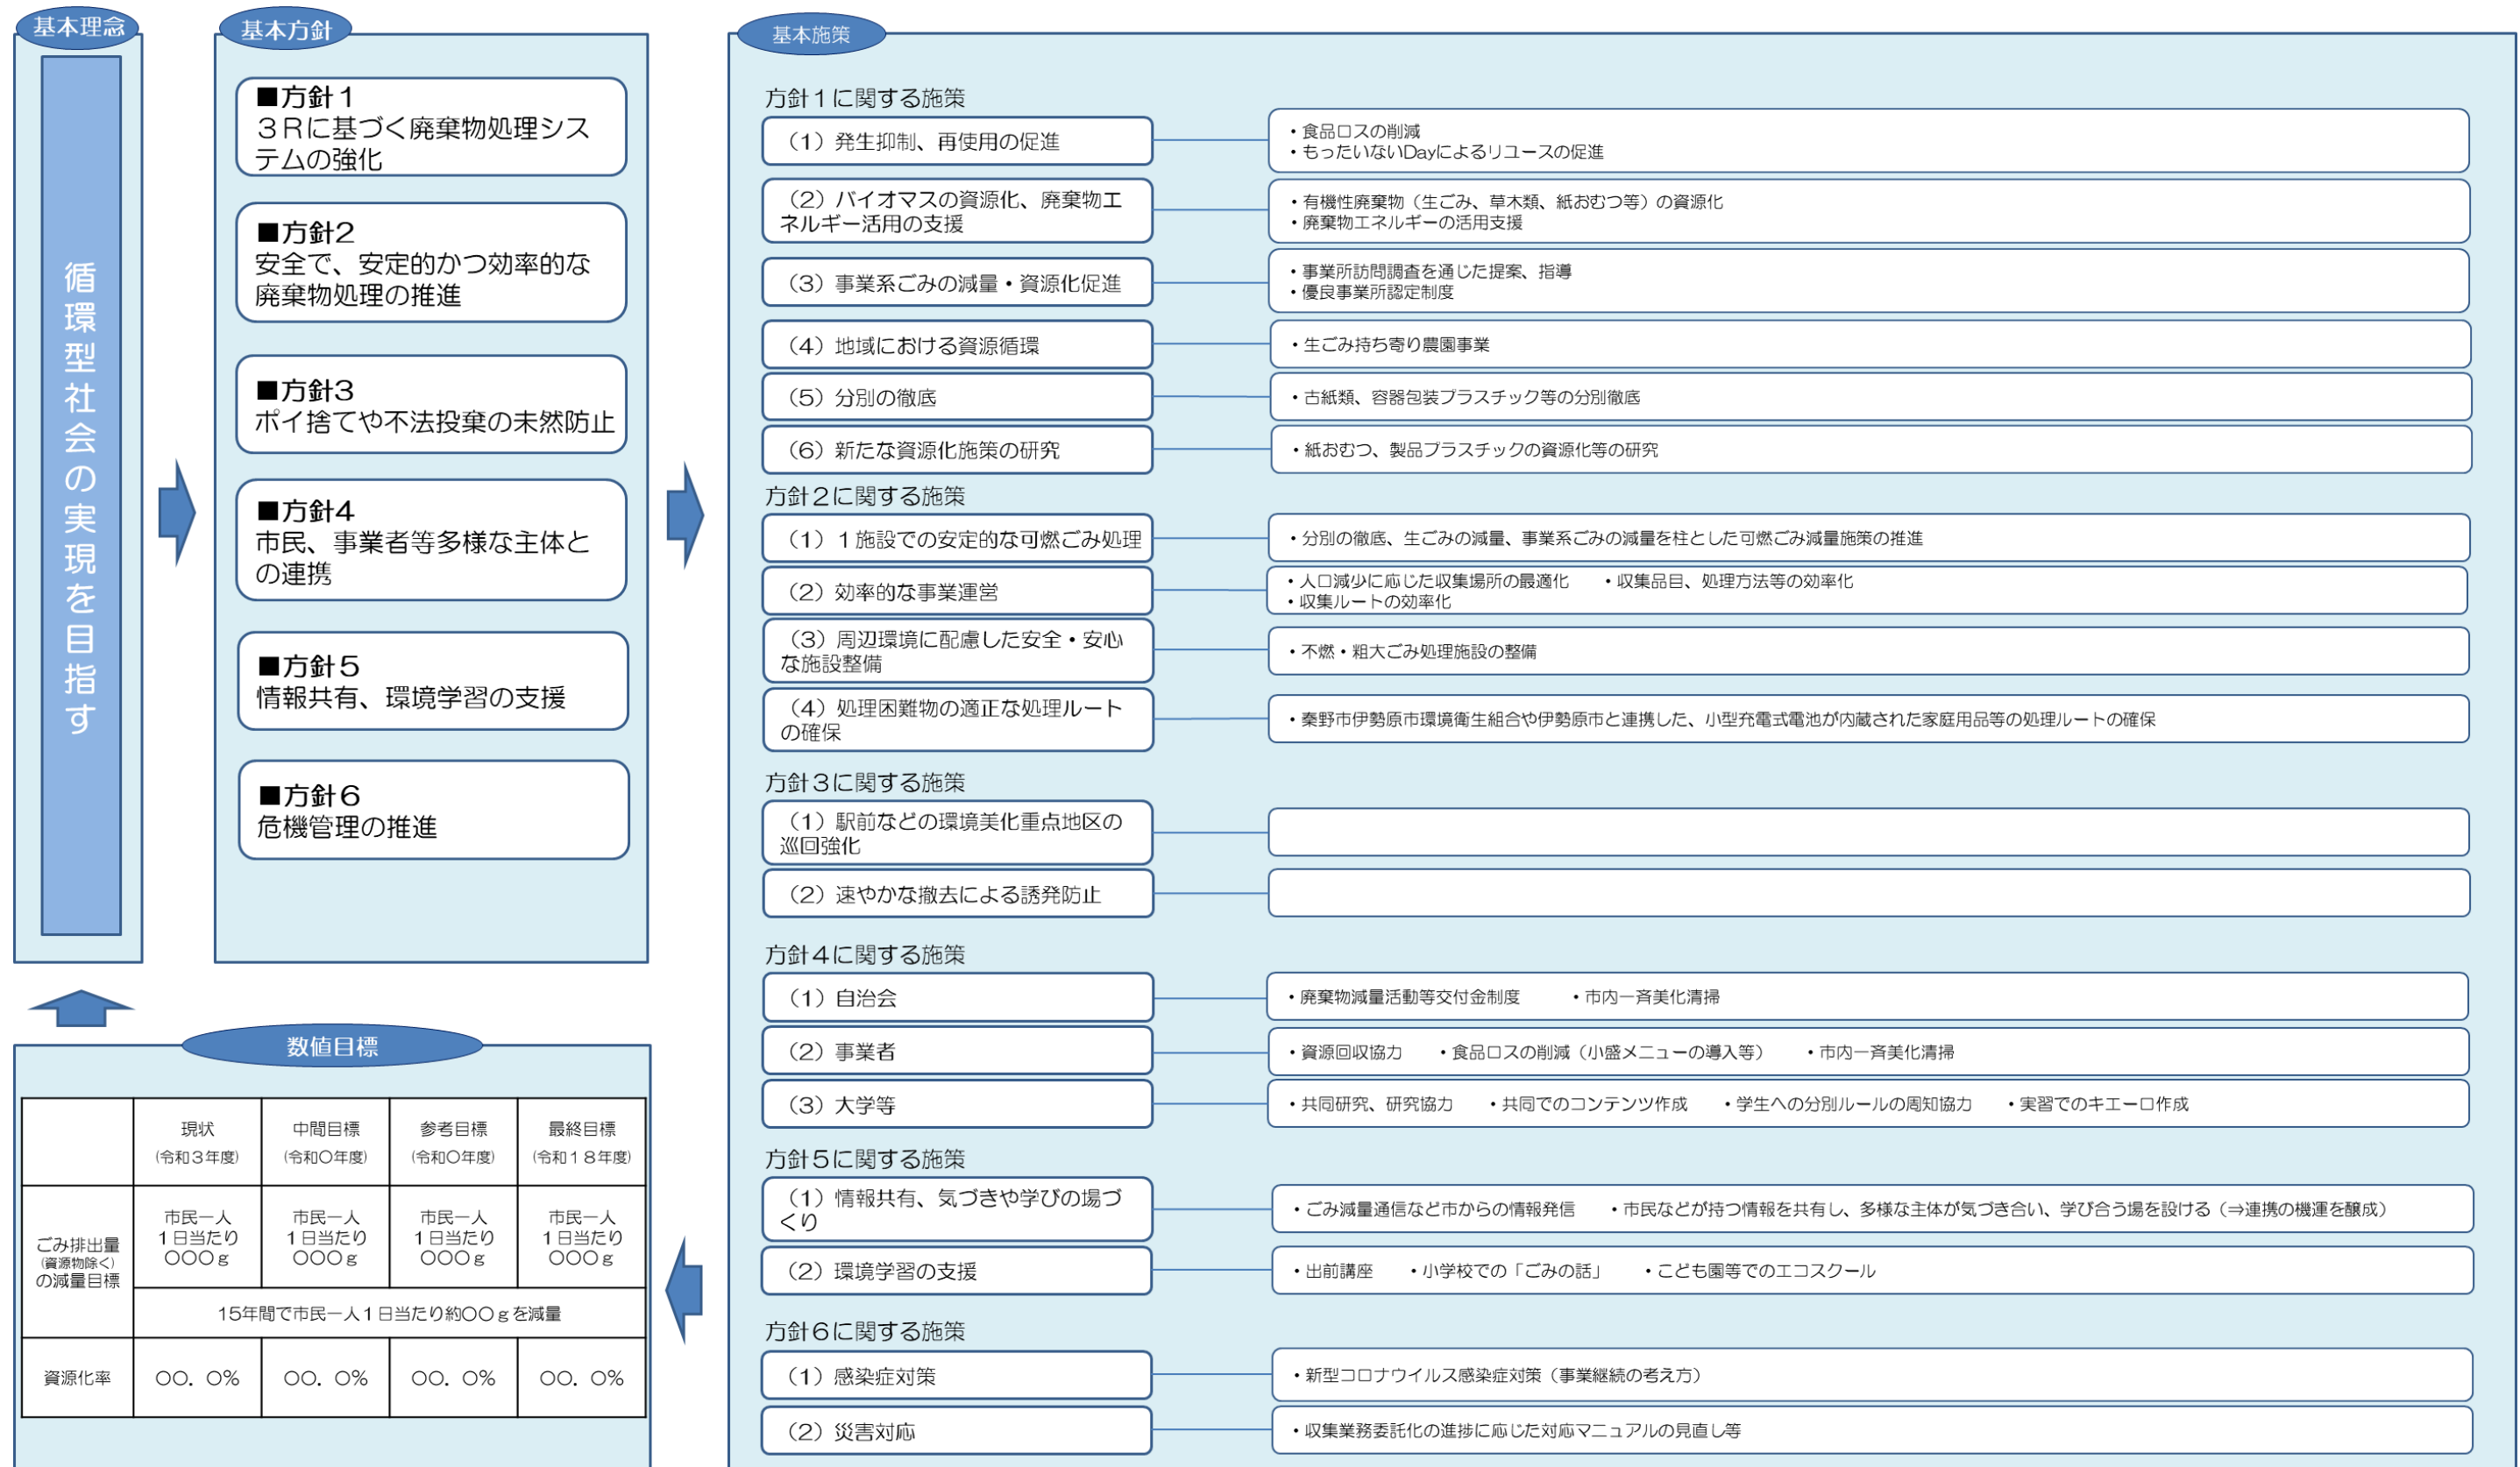 基本理念
循環型社会の実現を目指す
基本方針
■方針１
３Ｒに基づく廃棄物処理シス
テムの強化
■方針2
安全で、安定的かつ効率的な
廃棄物処理の推進
■方針3
ポイ捨てや不法投棄の未然防止
■方針4
市民、事業者等多様な主体と
の連携
■方針５
情報共有、環境学習の支援
■方針６
危機管理の推進
基本施策
方針１に関する施策
（1）発生抑制、再使用の促進
・食品ロスの削減
・もったいないDayによるリユースの促進
（2）バイオマスの資源化、廃棄物エ
ネルギー活用の支援
・有機性廃棄物（生ごみ、草木類、紙おむつ等）の資源化
・廃棄物エネルギーの活用支援
（3）事業系ごみの減量・資源化促進
・事業所訪問調査を通じた提案、指導
・優良事業所認定制度
（4）地域における資源循環
・生ごみ持ち寄り農園事業
（5）分別の徹底
・古紙類、容器包装プラスチック等の分別徹底
（6）新たな資源化施策の研究
・紙おむつ、製品プラスチックの資源化等の研究
方針２に関する施策
（1）１施設での安定的な可燃ごみ処理
・分別の徹底、生ごみの減量、事業系ごみの減量を柱とした可燃ごみ減量施策の推進
（2）効率的な事業運営
・人口減少に応じた収集場所の最適化　・収集品目、処理方法等の効率化
・収集ルートの効率化
（3）周辺環境に配慮した安全・安心
な施設整備
・不燃・粗大ごみ処理施設の整備
（4）処理困難物の適正な処理ルート
の確保
・秦野市伊勢原市環境衛生組合や伊勢原市と連携した、小型充電式電池が内蔵された家庭用品等の処理ルートの確保
方針３に関する施策
（1）駅前などの環境美化重点地区の
巡回強化
（2）速やかな撤去による誘発防止
方針４に関する施策
（1）自治会
・廃棄物減量活動等交付金制度　・市内一斉美化清掃
（2）事業者
・資源回収協力　・食品ロスの削減（小盛メニューの導入等）　・市内一斉美化清掃
（3）大学等
・共同研究、研究協力　・共同でのコンテンツ作成　・学生への分別ルールの周知協力　・実習でのキエーロ作成
方針５に関する施策
（1）情報共有、気づきや学びの場づ
くり
・ごみ減量通信など市からの情報発信　・市民などが持つ情報を共有し、多様な主体が気づき合い、学び合う場を設ける（⇒連携の機運を醸成）
（2）環境学習の支援
・出前講座　・小学校での「ごみの話」　・こども園等でのエコスクール
方針６に関する施策
（1）感染症対策
・新型コロナウイルス感染症対策（事業継続の考え方）
（2）災害対応
・収集業務委託化の進捗に応じた対応マニュアルの見直し等
数値目標
現状 中間目標 参考目標 最終目標
(令和３年度) (令和〇年度) (令和〇年度) (令和１８年度)
ごみ排出量
(資源物除く)
の減量目標
市民一人 市民一人 市民一人 市民一人
１日当たり １日当たり １日当たり １日当たり
〇〇〇ｇ 〇〇〇ｇ 〇〇〇ｇ 〇〇〇ｇ
15年間で市民一人１日当たり約〇〇ｇを減量
資源化率 〇〇．〇% 〇〇．〇% 〇〇．〇% 〇〇．〇%